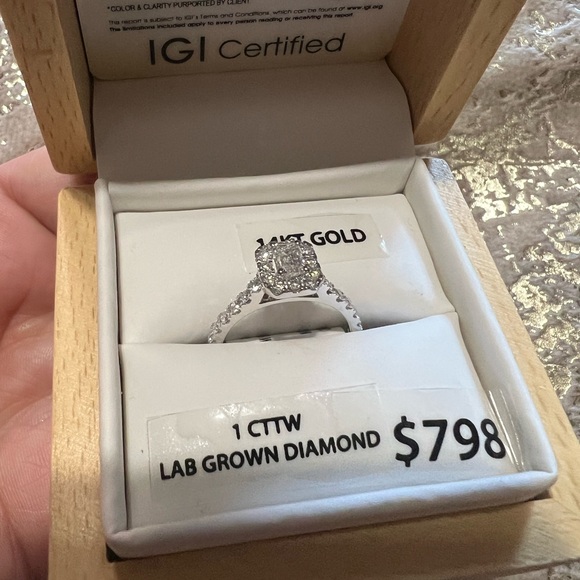 *COLOR & CLARITY PURPORTED BY CLIENT
This report is subject to IGI's Terms and Conditions, which can be found at www.igi.org
The limitations included apply to every person reading or receiving this report
IGI Certified
14KT GOLD
1 CTTW
LAB GROWN DIAMOND $798